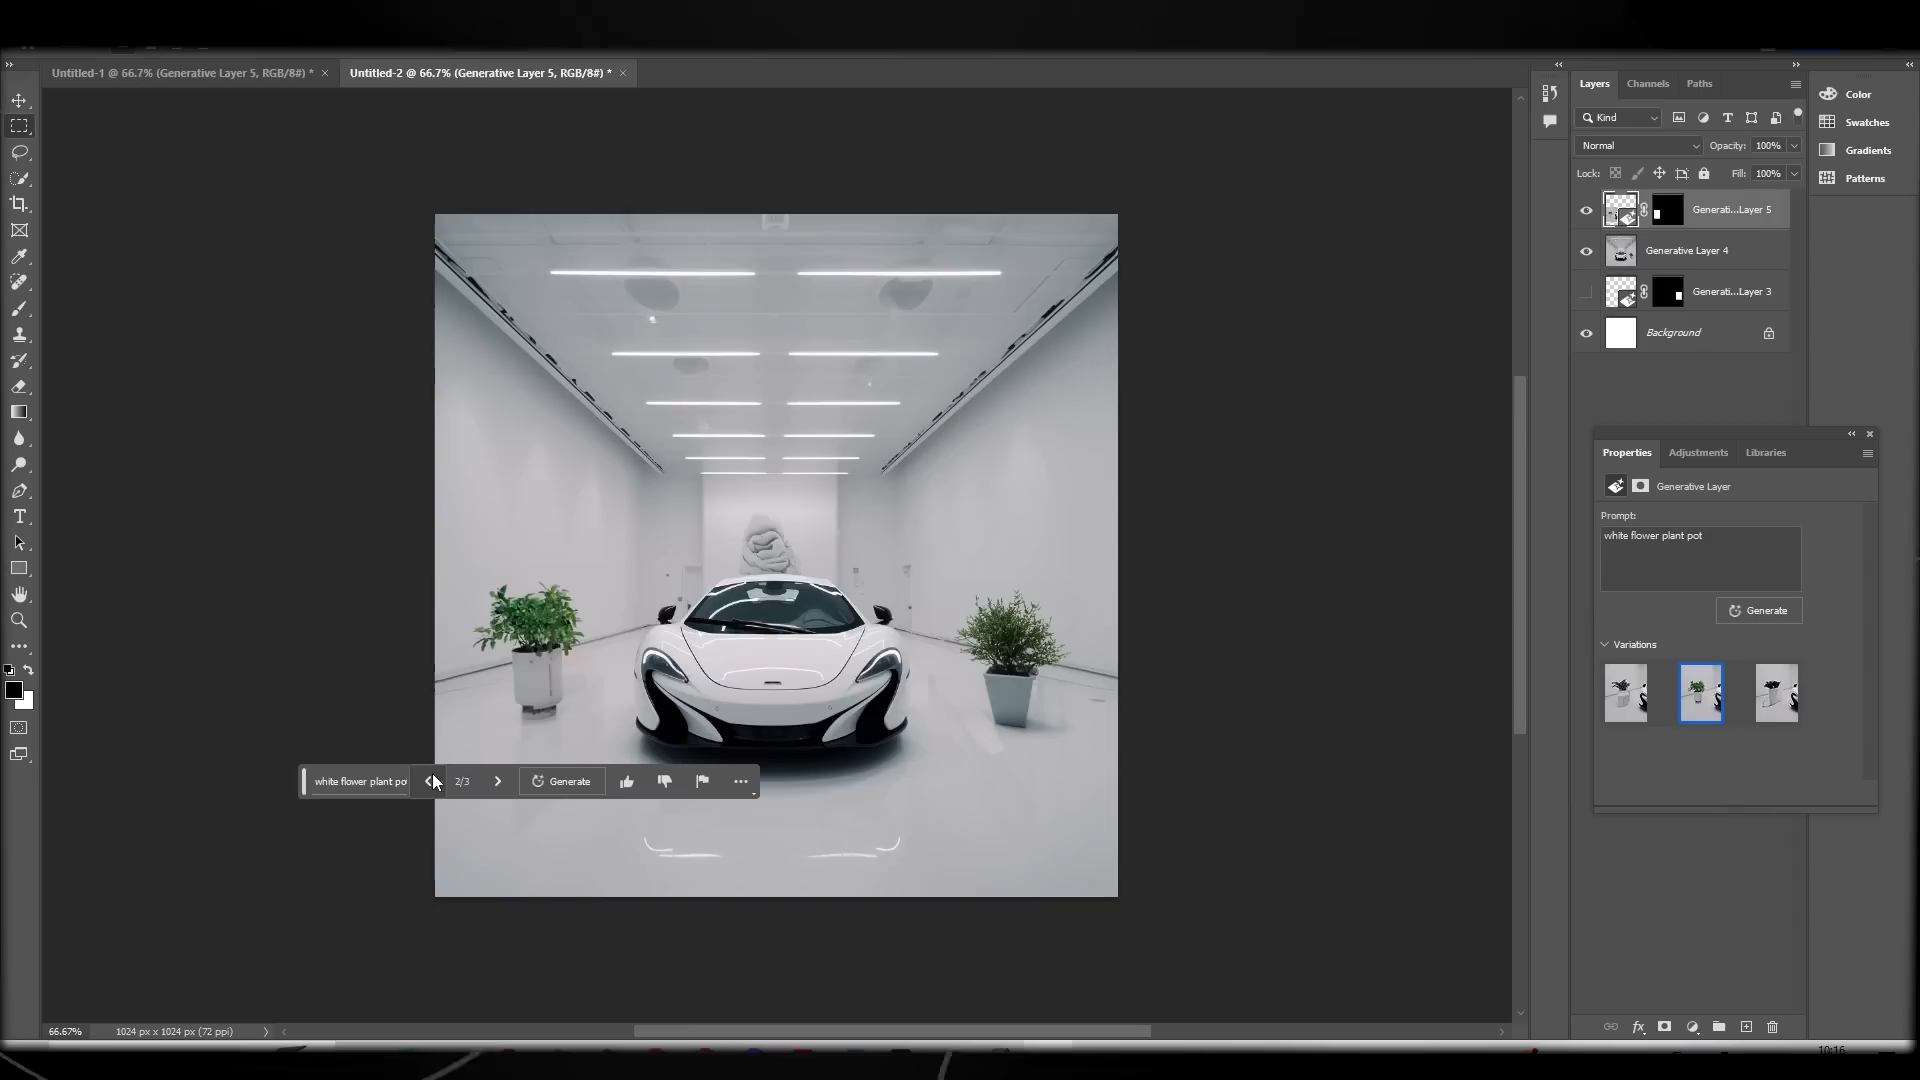 Untitled-1 @ 66.7% (Generative Layer 5, RGB/8#) *
Untitled-2 @ 66.7% (Generative Layer 5, RGB/8#) *
Layers
Channels
Paths
Color
Kind
Swatches
Normal
Opacity:
100%
Gradients
Lock:
Fill:
100%
Patterns
Generati...Layer 5
Generative Layer 4
Generati...Layer 3
Background
Properties
Adjustments
Libraries
Generative Layer
Prompt:
white flower plant pot
Generate
Variations
white flower plant po
2/3
Generate
66.67%
1024 px x 1024 px (72 ppi)
10:16